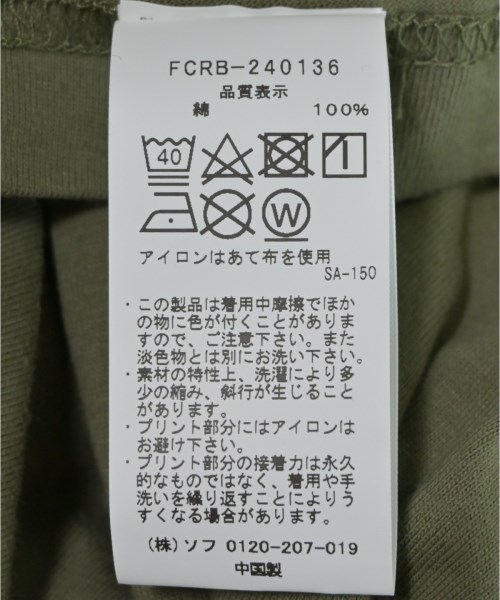 FCRB-240136
品質表示
綿 100%
40
W
アイロンはあて布を使用
SA-150
・この製品は着用中摩擦でほか
の物に色が付くことがありま
すので、ご注意下さい。また
淡色物とは別にお洗い下さい。
・素材の特性上、洗濯により多
少の縮み、斜行が生じること
があります。
・プリント部分にはアイロンは
お避け下さい。
・プリント部分の接着力は永久
的なものではなく、着用や手
洗いを繰り返すことによりう
すくなる場合があります。
(株)ソフ 0120-207-019
中国製